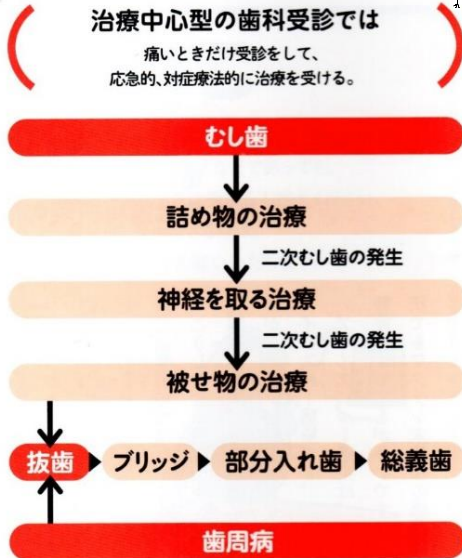 治療中心型の歯科受診では
痛いときだけ受診をして、
応急的、対症療法的に治療を受ける。
むし歯
詰め物の治療
二次むし歯の発生
神経を取る治療
二次むし歯の発生
被せ物の治療
抜歯 ブリッジ 部分入れ歯 総義歯
歯周病